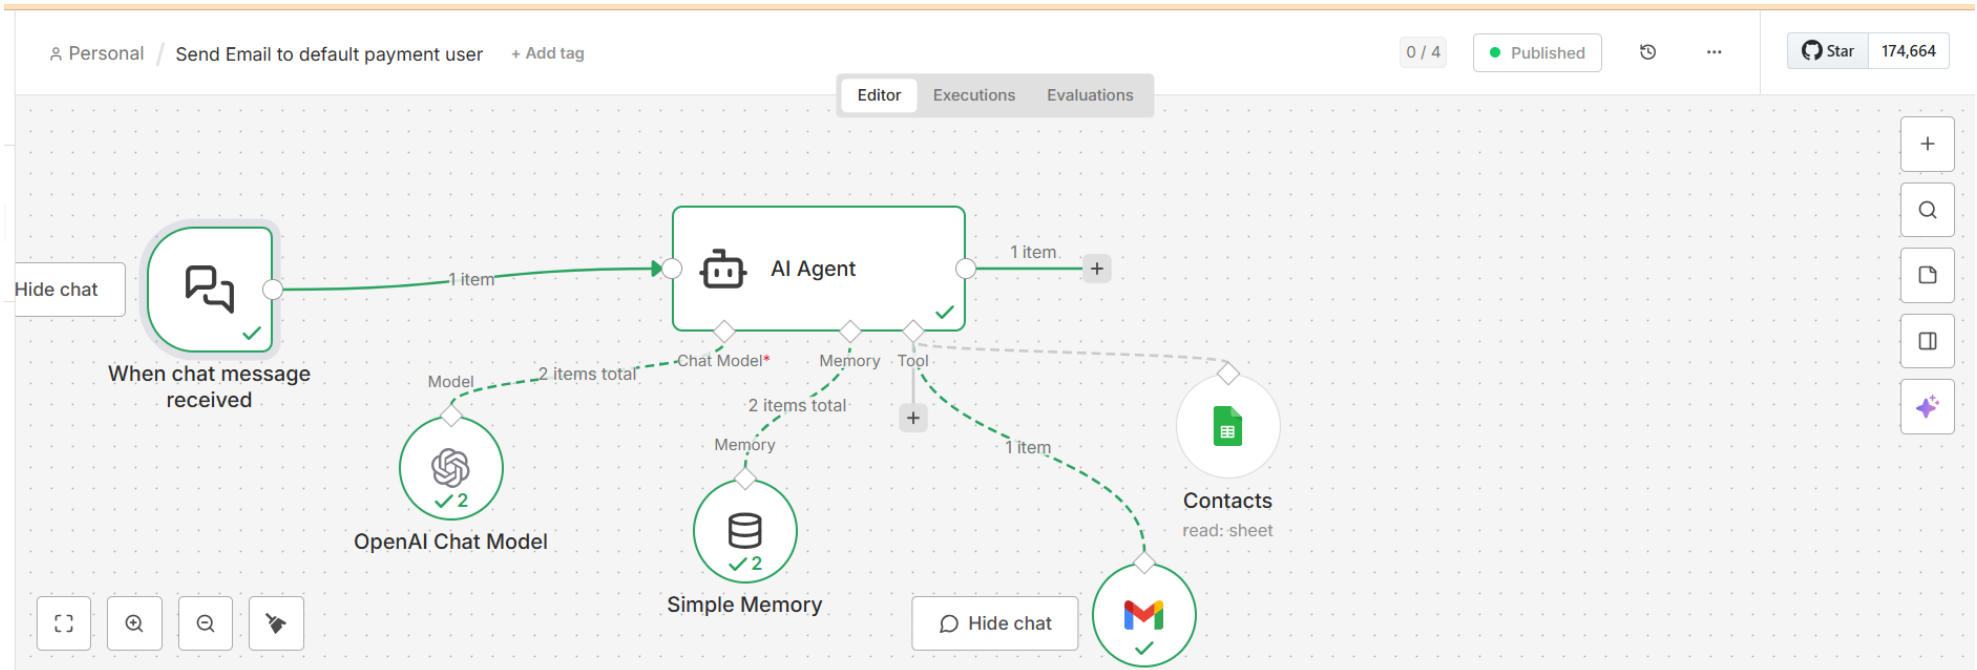 Personal / Send Email to default payment user + Add tag
0 / 4
Published
Star 174,664
Editor Executions Evaluations
1 item
1 item
AI Agent
Hide chat
When chat message
received
Chat Model*
Memory
Tool
Model
2 items total
2 items total
Memory
1 item
OpenAI Chat Model
2
Simple Memory
2
Contacts
read: sheet
Hide chat